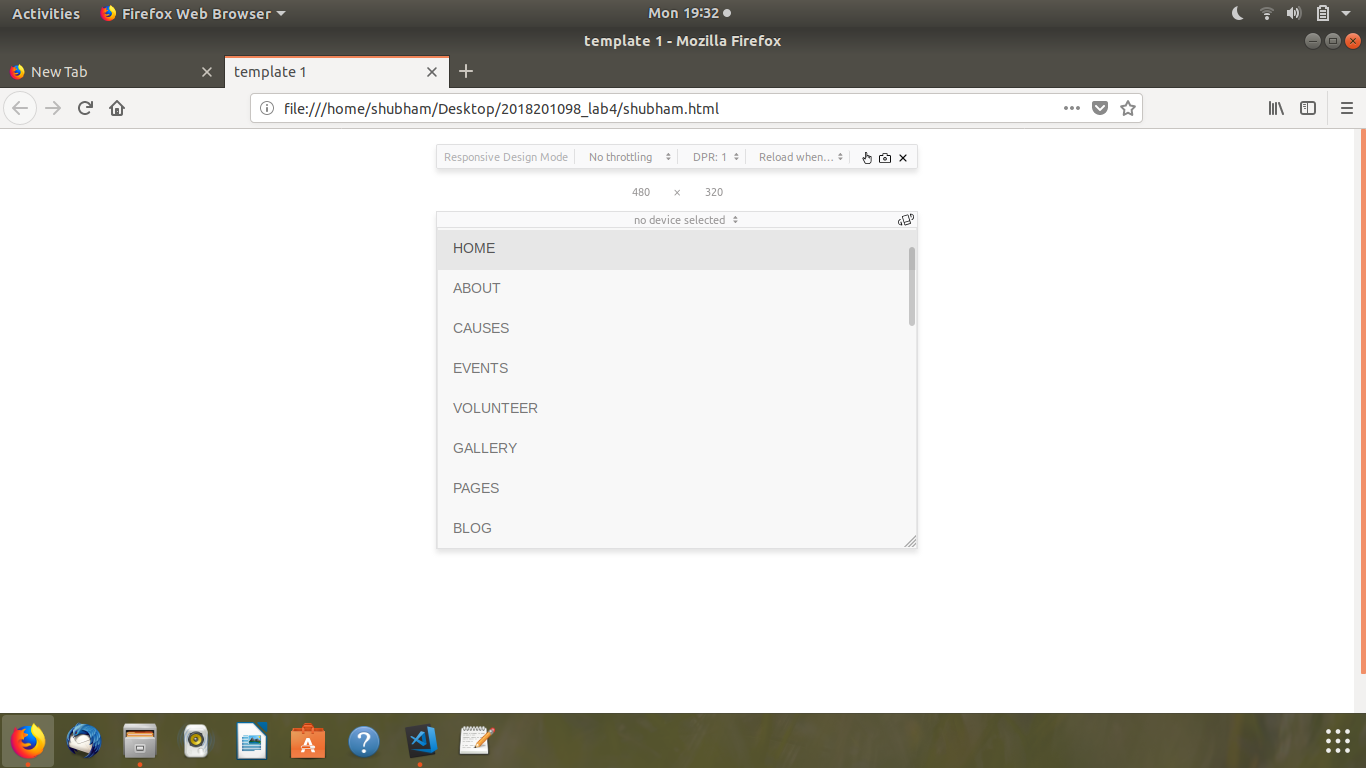 Activities Firefox Web Browser Mon 19:32
template 1 - Mozilla Firefox
New Tab template 1
file:///home/shubham/Desktop/2018201098_lab4/shubham.html
Responsive Design Mode No throttling DPR: 1 Reload when...
480 × 320
no device selected
HOME
ABOUT
CAUSES
EVENTS
VOLUNTEER
GALLERY
PAGES
BLOG